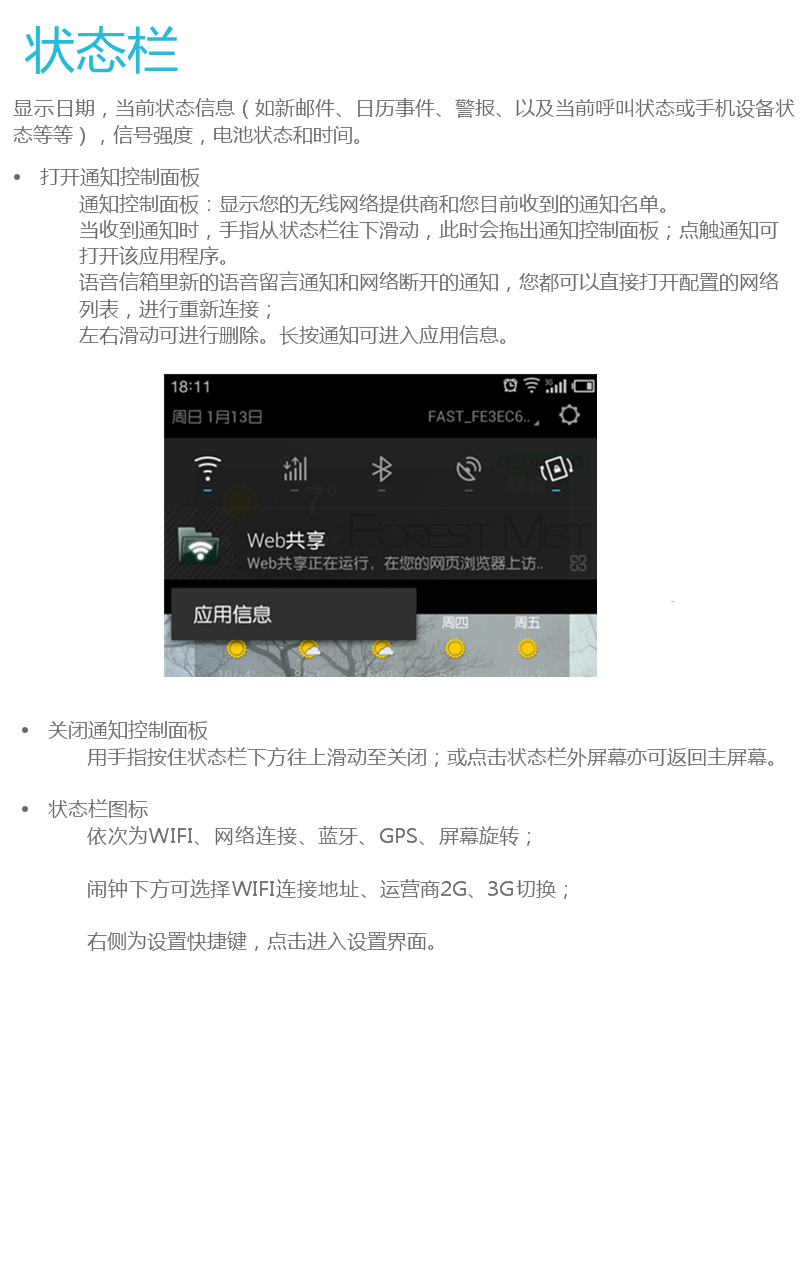 状态栏
显示日期，当前状态信息（如新邮件、日历事件、警报、以及当前呼叫状态或手机设备状
态等等），信号强度，电池状态和时间。
• 打开通知控制面板
通知控制面板：显示您的无线网络提供商和您目前收到的通知名单。
当收到通知时，手指从状态栏往下滑动，此时会拖出通知控制面板；点触通知可
打开该应用程序。
语音信箱里新的语音留言通知和网络断开的通知，您都可以直接打开配置的网络
列表，进行重新连接；
左右滑动可进行删除。长按通知可进入应用信息。
18:11 3G
周日 1月13日 FAST_FE3EC6..
7°
FOREST MIST
Web共享
Web共享正在运行，在您的网页浏览器上访..
应用信息
周四 周五
• 关闭通知控制面板
用手指按住状态栏下方往上滑动至关闭；或点击状态栏外屏幕亦可返回主屏幕。
• 状态栏图标
依次为WIFI、网络连接、蓝牙、GPS、屏幕旋转；
闹钟下方可选择WIFI连接地址、运营商2G、3G切换；
右侧为设置快捷键，点击进入设置界面。